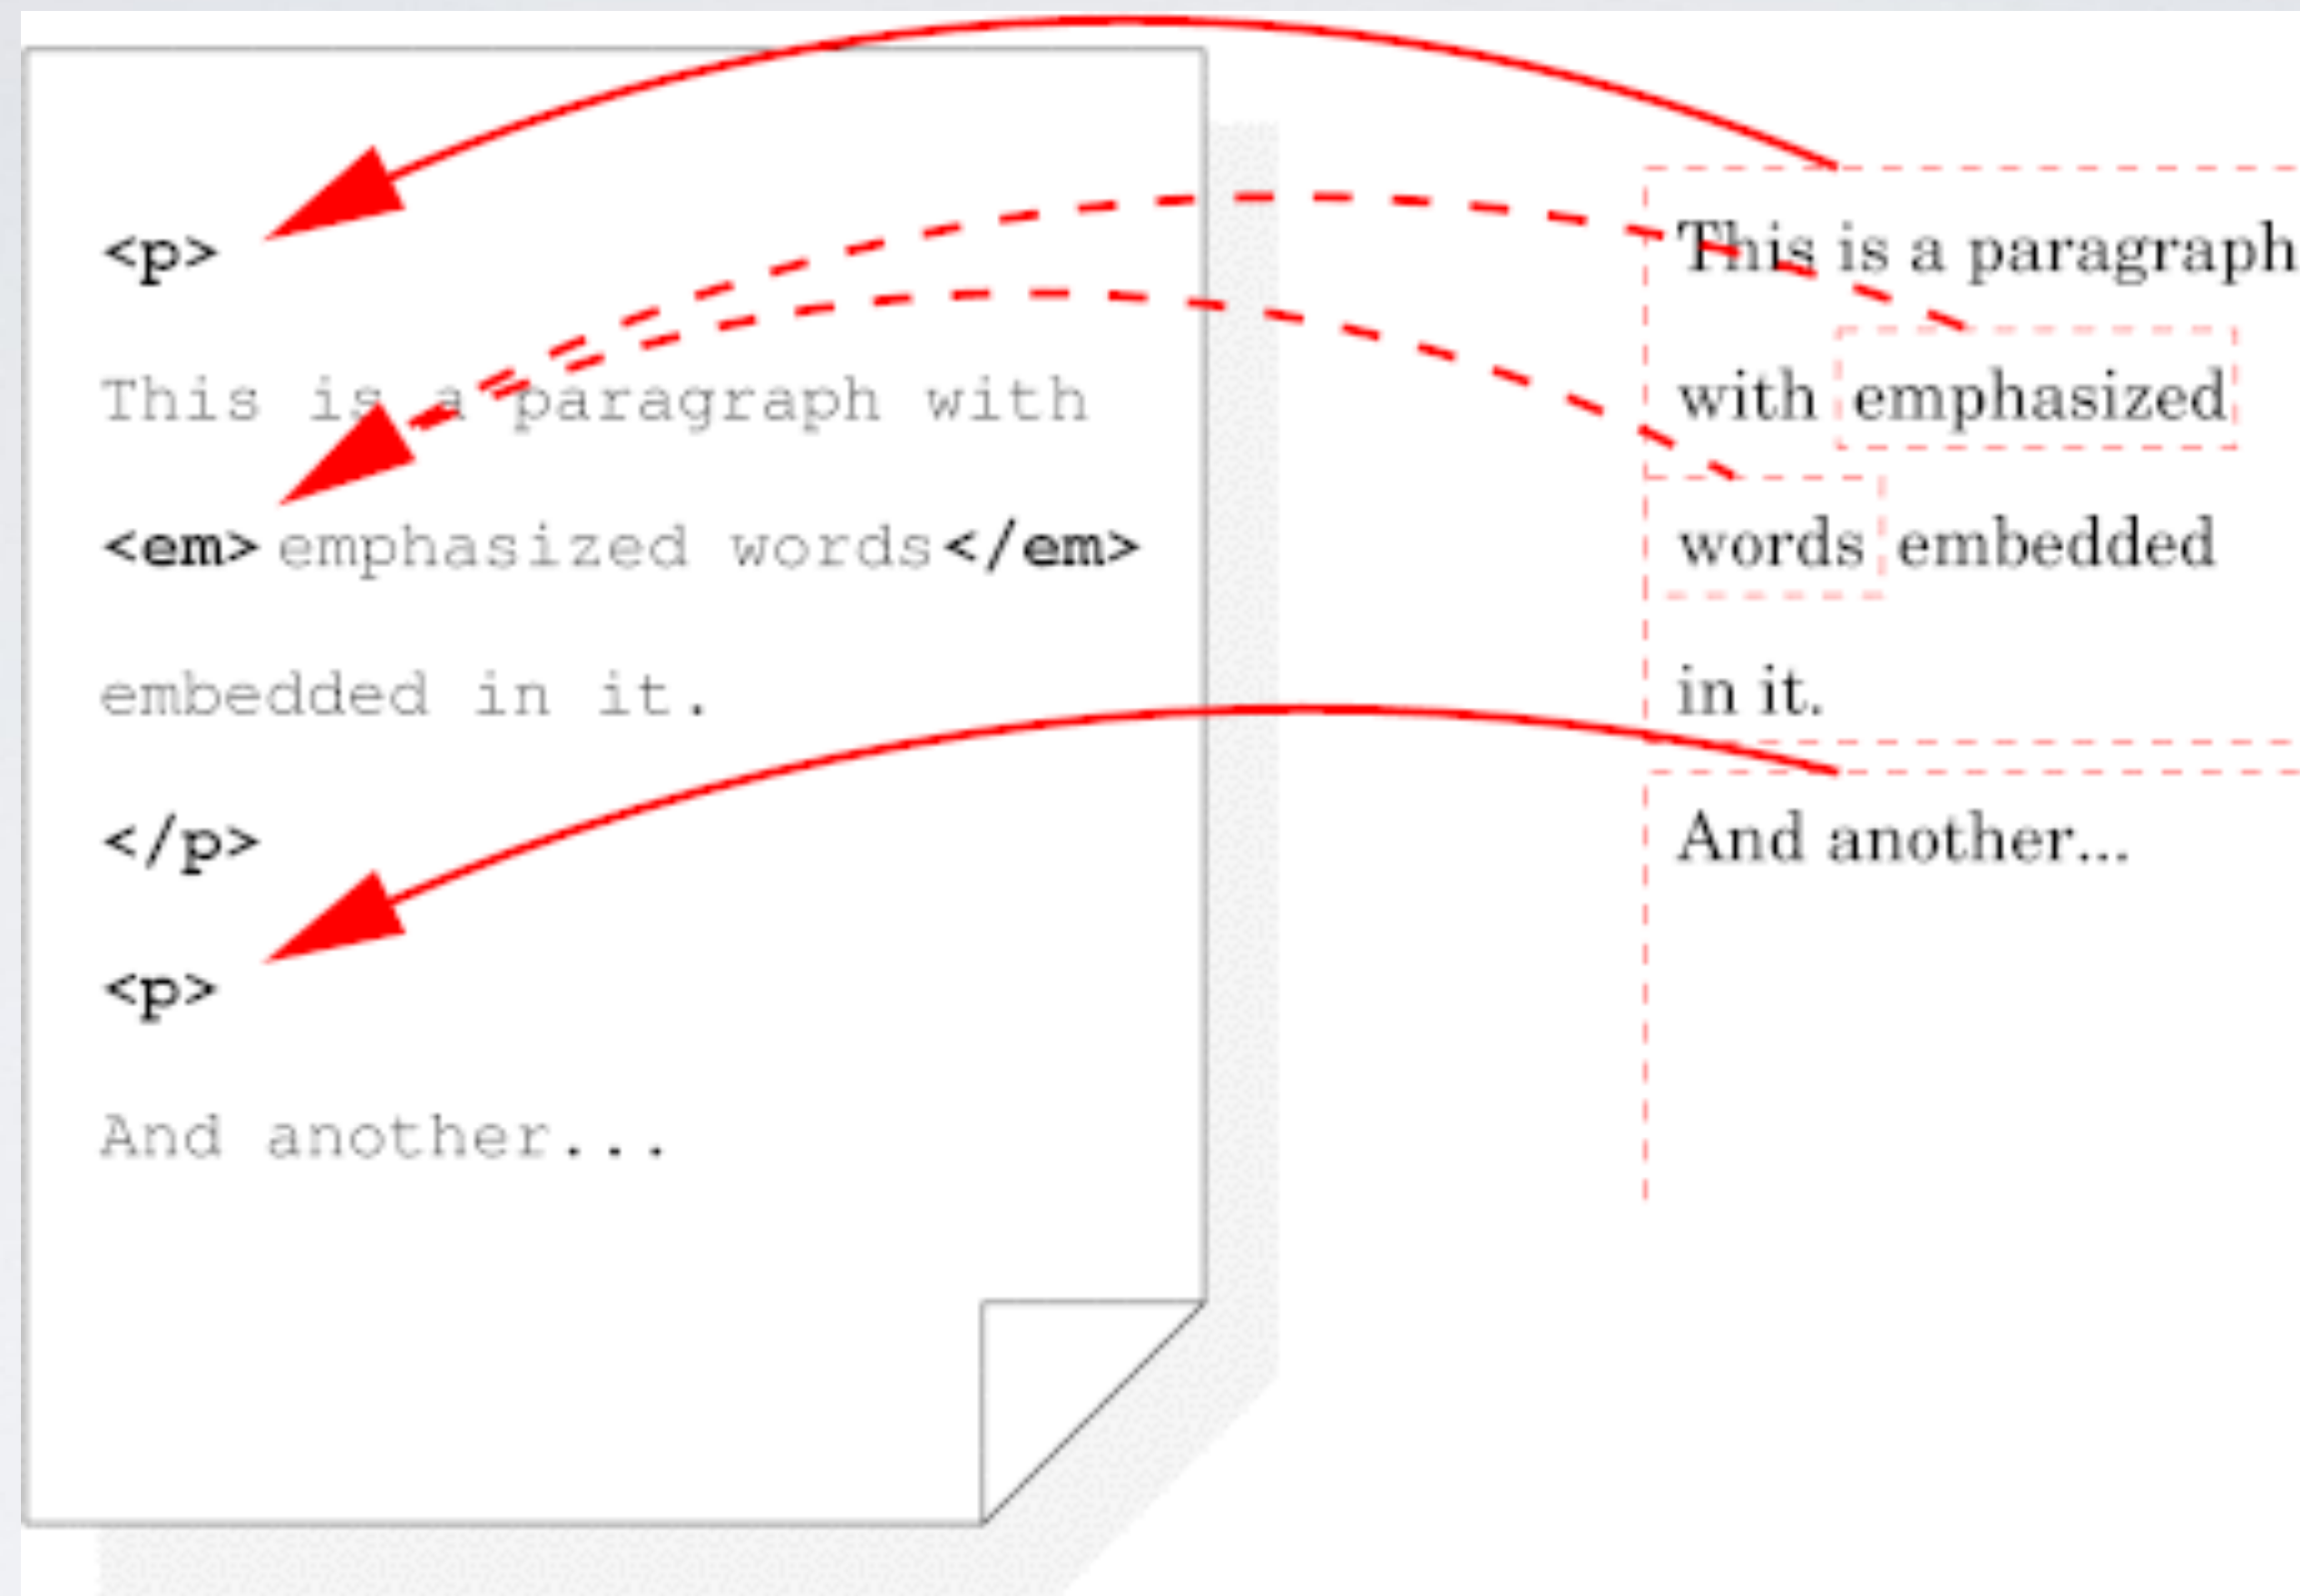 <p>
This is a paragraph with
<em>emphasized words</em>
embedded in it.
</p>
<p>
And another...
This is a paragraph
with emphasized
words embedded
in it.
And another...